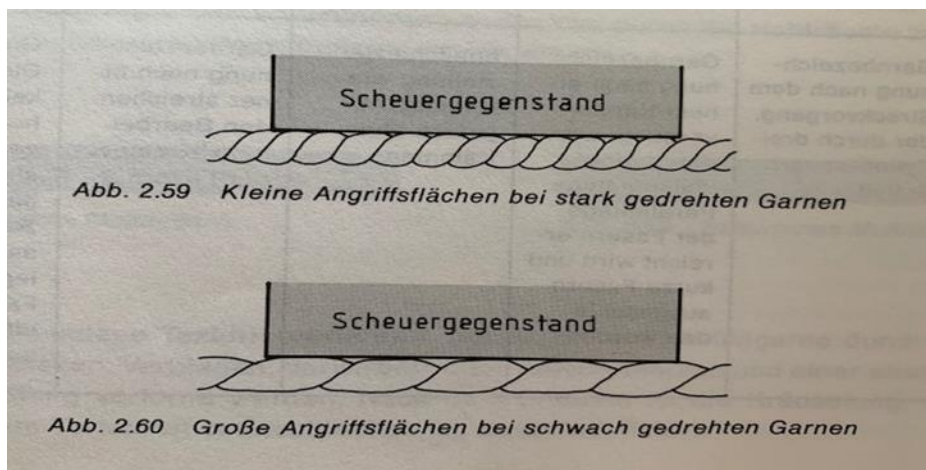 Scheuergegenstand
Abb. 2.59 Kleine Angriffsflächen bei stark gedrehten Garnen
Scheuergegenstand
Abb. 2.60 Große Angriffsflächen bei schwach gedrehten Garnen